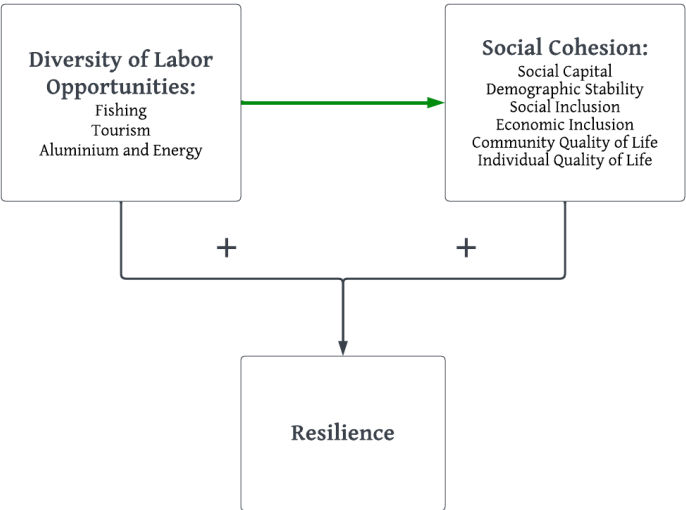 Diversity of Labor
Opportunities:
Fishing
Tourism
Aluminium and Energy
Social Cohesion:
Social Capital
Demographic Stability
Social Inclusion
Economic Inclusion
Community Quality of Life
Individual Quality of Life
+
+
Resilience